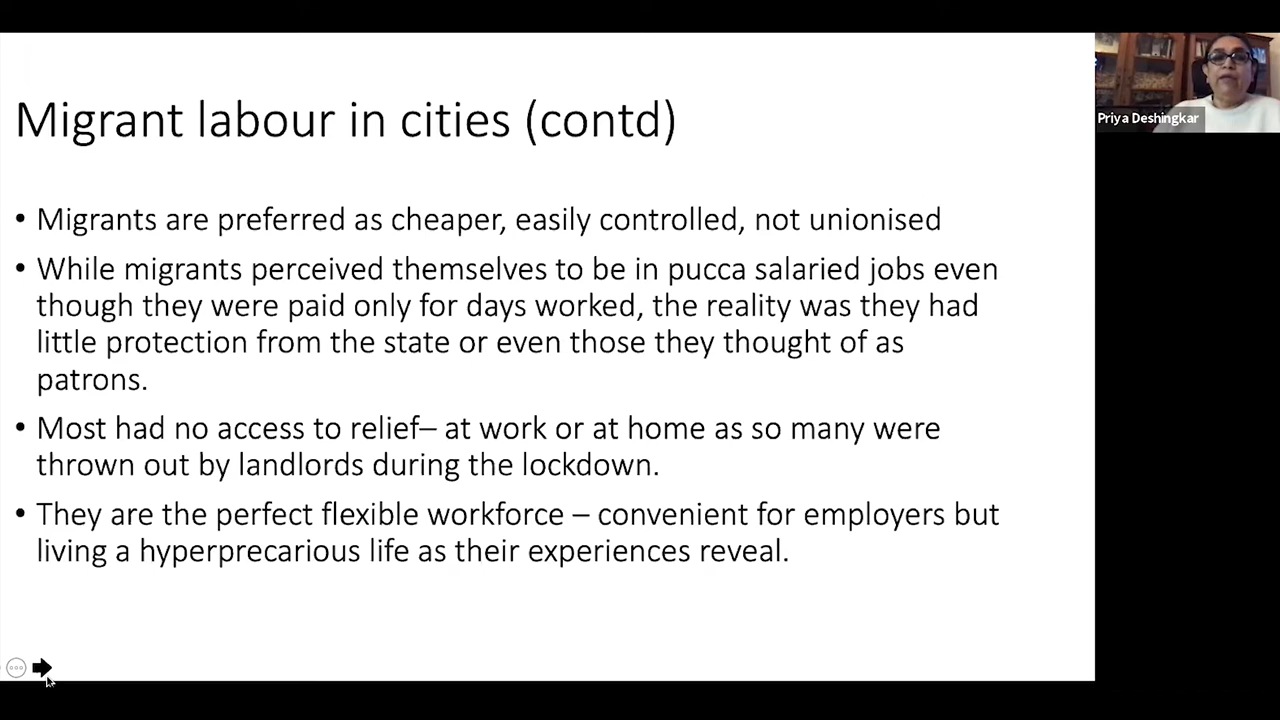 Migrant labour in cities (contd)
• Migrants are preferred as cheaper, easily controlled, not unionised
• While migrants perceived themselves to be in pucca salaried jobs even
though they were paid only for days worked, the reality was they had
little protection from the state or even those they thought of as
patrons.
• Most had no access to relief– at work or at home as so many were
thrown out by landlords during the lockdown.
• They are the perfect flexible workforce – convenient for employers but
living a hyperprecarious life as their experiences reveal.
Priya Deshingkar